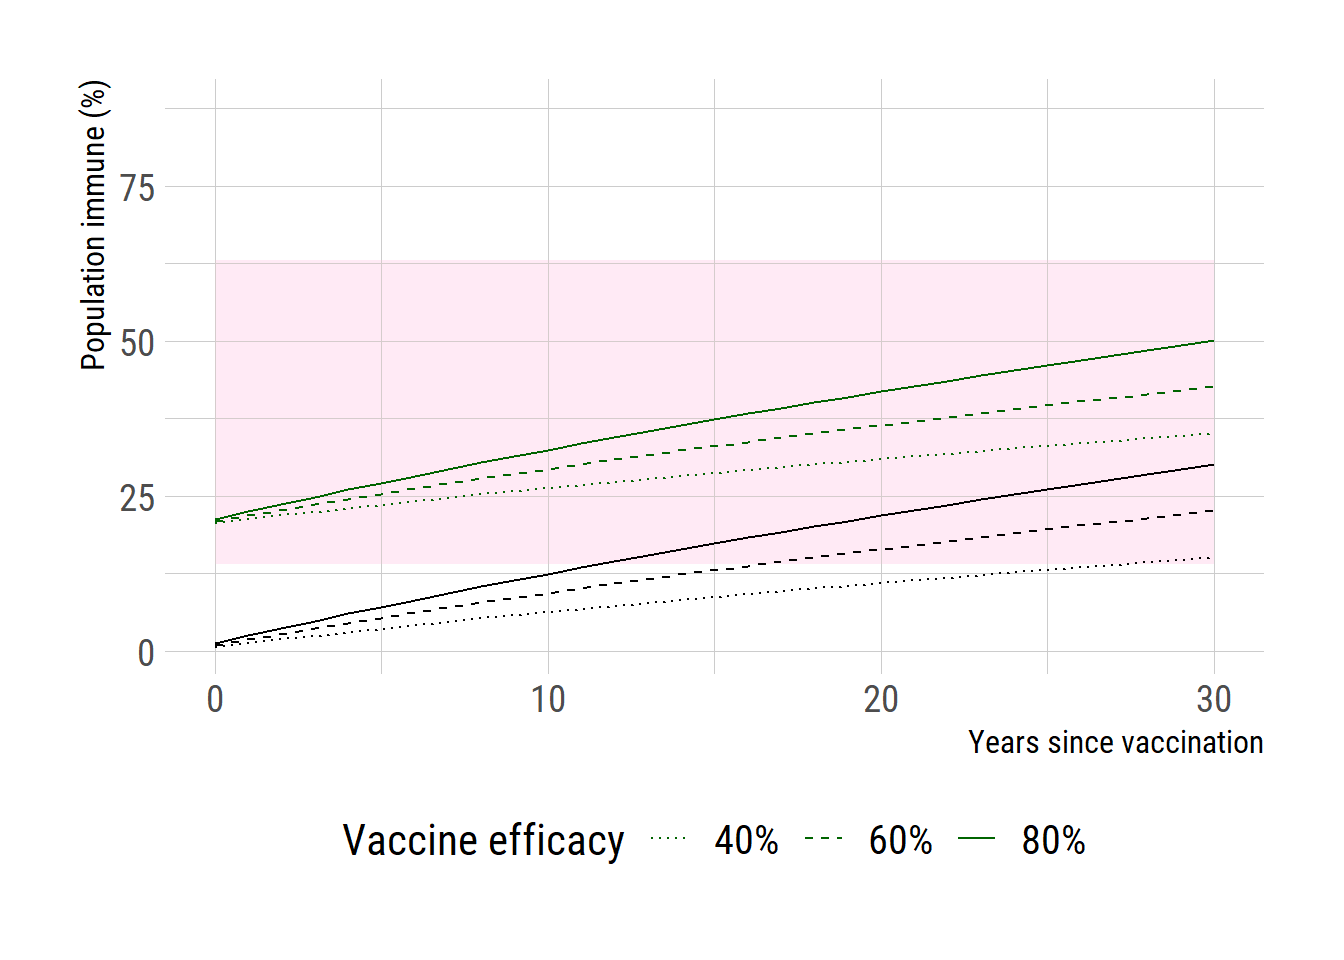 Population immune (%)
75
50
25
0
0 10 20 30
Years since vaccination
Vaccine efficacy 40% 60% 80%